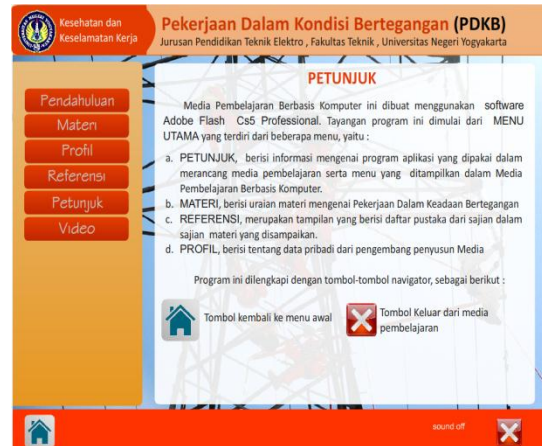 Kesehatan dan
Keselamatan Kerja
Pekerjaan Dalam Kondisi Bertegangan (PDKB)
Jurusan Pendidikan Teknik Elektro , Fakultas Teknik , Universitas Negeri Yogyakarta
Pendahuluan
Materi
Profil
Referensi
Petunjuk
Video
PETUNJUK
Media Pembelajaran Berbasis Komputer ini dibuat menggunakan software
Adobe Flash Cs5 Professional. Tayangan program ini dimulai dari MENU
UTAMA yang terdiri dari beberapa menu, yaitu :
a. PETUNJUK, berisi informasi mengenai program aplikasi yang dipakai dalam
merancang media pembelajaran serta menu yang ditampilkan dalam Media
Pembelajaran Berbasis Komputer.
b. MATERI, berisi uraian materi mengenai Pekerjaan Dalam Keadaan Bertegangan
c. REFERENSI, merupakan tampilan yang berisi daftar pustaka dari sajian dalam
sajian materi yang disampaikan.
d. PROFIL, berisi tentang data pribadi dari pengembang penyusun Media
Program ini dilengkapi dengan tombol-tombol navigator, sebagai berikut :
Tombol kembali ke menu awal
Tombol Keluar dari media
pembelajaran
sound off